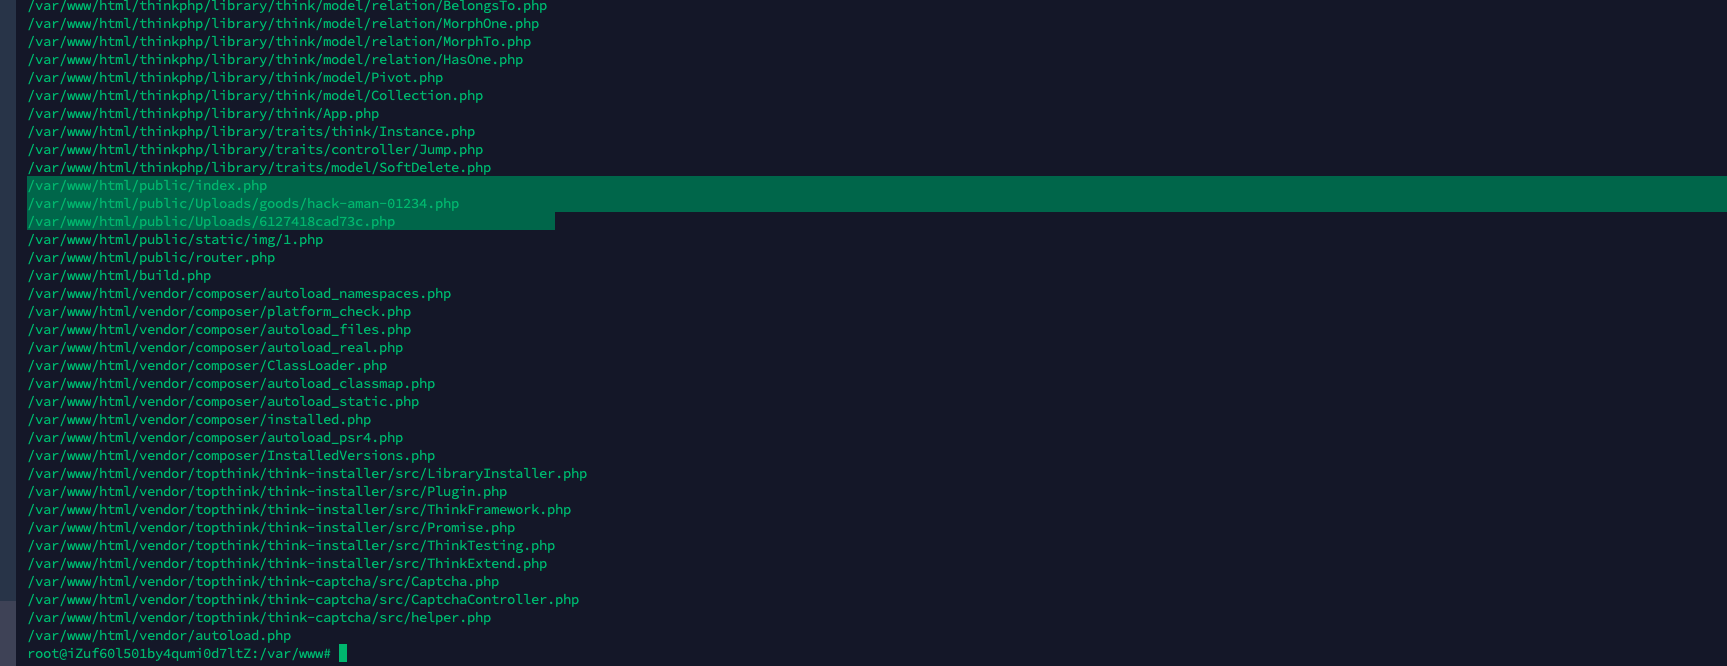 /var/www/html/thinkphp/library/think/model/relation/BelongsTo.php
/var/www/html/thinkphp/library/think/model/relation/MorphOne.php
/var/www/html/thinkphp/library/think/model/relation/MorphTo.php
/var/www/html/thinkphp/library/think/model/relation/HasOne.php
/var/www/html/thinkphp/library/think/model/Pivot.php
/var/www/html/thinkphp/library/think/model/Collection.php
/var/www/html/thinkphp/library/think/App.php
/var/www/html/thinkphp/library/traits/think/Instance.php
/var/www/html/thinkphp/library/traits/controller/Jump.php
/var/www/html/thinkphp/library/traits/model/SoftDelete.php
/var/www/html/public/index.php
/var/www/html/public/Uploads/goods/hack-aman-01234.php
/var/www/html/public/Uploads/6127418cad73c.php
/var/www/html/public/static/img/1.php
/var/www/html/public/router.php
/var/www/html/build.php
/var/www/html/vendor/composer/autoload_namespaces.php
/var/www/html/vendor/composer/platform_check.php
/var/www/html/vendor/composer/autoload_files.php
/var/www/html/vendor/composer/autoload_real.php
/var/www/html/vendor/composer/ClassLoader.php
/var/www/html/vendor/composer/autoload_classmap.php
/var/www/html/vendor/composer/autoload_static.php
/var/www/html/vendor/composer/installed.php
/var/www/html/vendor/composer/autoload_psr4.php
/var/www/html/vendor/composer/InstalledVersions.php
/var/www/html/vendor/topthink/think-installer/src/LibraryInstaller.php
/var/www/html/vendor/topthink/think-installer/src/Plugin.php
/var/www/html/vendor/topthink/think-installer/src/ThinkFramework.php
/var/www/html/vendor/topthink/think-installer/src/Promise.php
/var/www/html/vendor/topthink/think-installer/src/ThinkTesting.php
/var/www/html/vendor/topthink/think-installer/src/ThinkExtend.php
/var/www/html/vendor/topthink/think-captcha/src/Captcha.php
/var/www/html/vendor/topthink/think-captcha/src/CaptchaController.php
/var/www/html/vendor/topthink/think-captcha/src/helper.php
/var/www/html/vendor/autoload.php
root@iZuf60l501by4qumi0d7ltZ:/var/www#